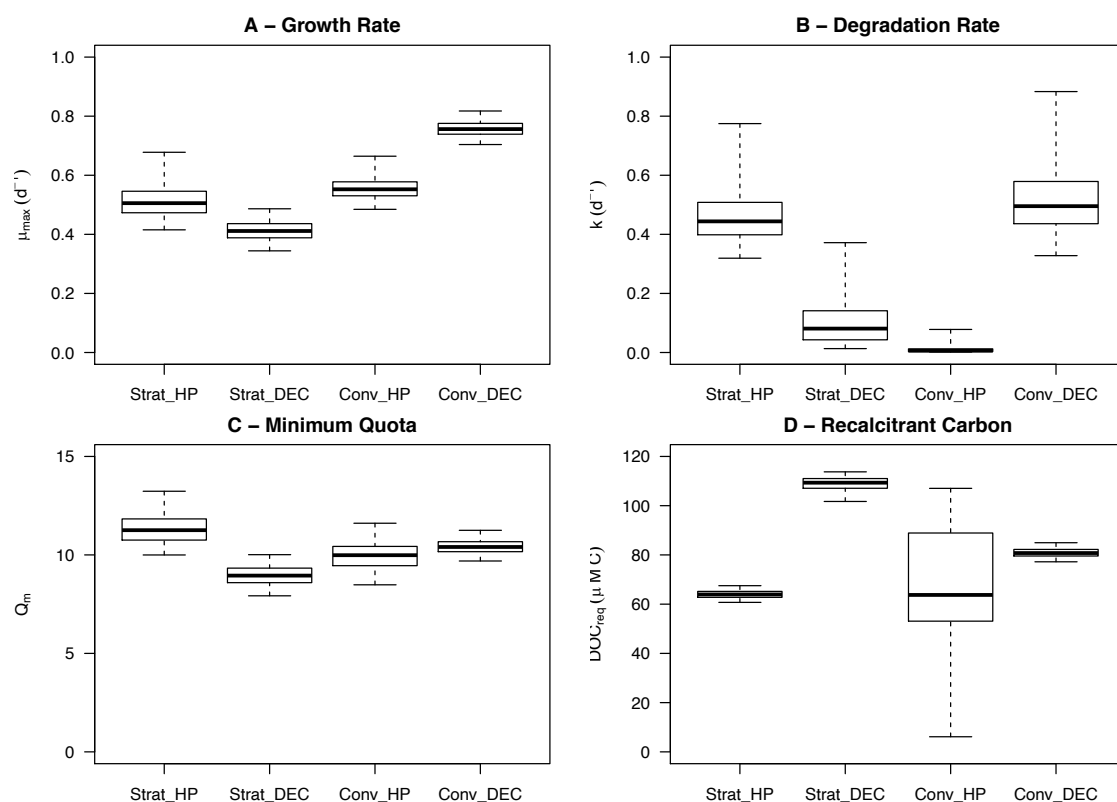 A – Growth Rate
1.0
0.8
0.6
0.4
0.2
0.0
μmax (d⁻¹)
Strat_HP Strat_DEC Conv_HP Conv_DEC
B – Degradation Rate
1.0
0.8
0.6
0.4
0.2
0.0
k (d⁻¹)
Strat_HP Strat_DEC Conv_HP Conv_DEC
C – Minimum Quota
15
10
5
0
Qm
Strat_HP Strat_DEC Conv_HP Conv_DEC
D – Recalcitrant Carbon
120
100
80
60
40
20
0
DOCreq (μ M C)
Strat_HP Strat_DEC Conv_HP Conv_DEC